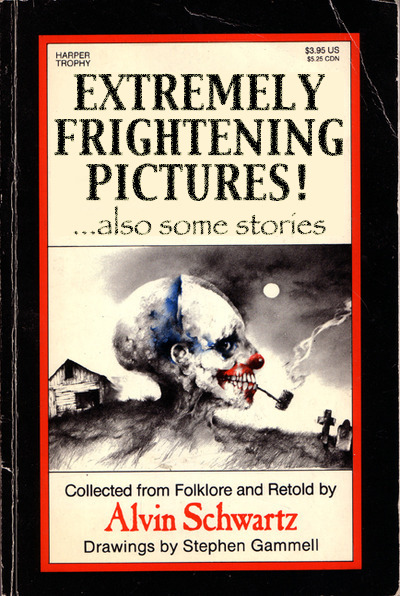 HARPER
TROPHY
$3.95 US
$5.25 CDN
EXTREMELY
FRIGHTENING
PICTURES!
...also some stories
Collected from Folklore and Retold by
Alvin Schwartz
Drawings by Stephen Gammell